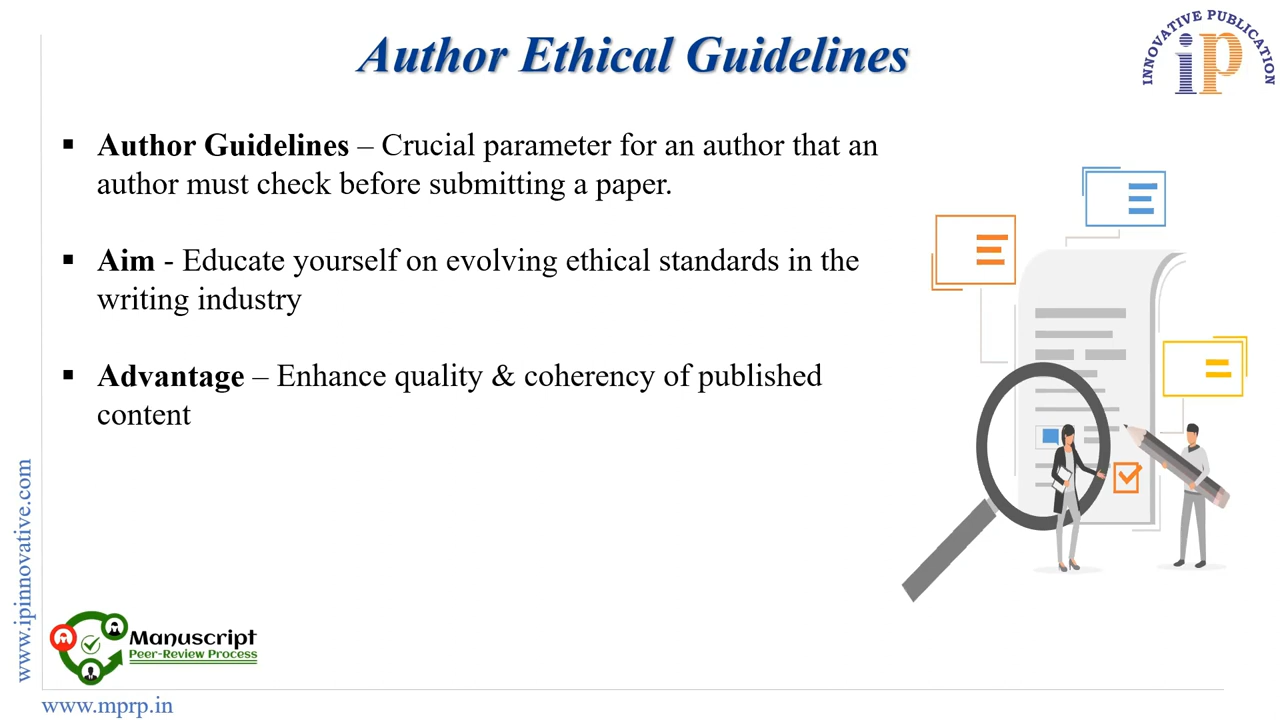 Author Ethical Guidelines
INNOVATIVE PUBLICATION
ip
▪ Author Guidelines – Crucial parameter for an author that an
author must check before submitting a paper.
▪ Aim - Educate yourself on evolving ethical standards in the
writing industry
▪ Advantage – Enhance quality & coherency of published
content
www.ipinnovative.com
Manuscript
Peer-Review Process
www.mprp.in